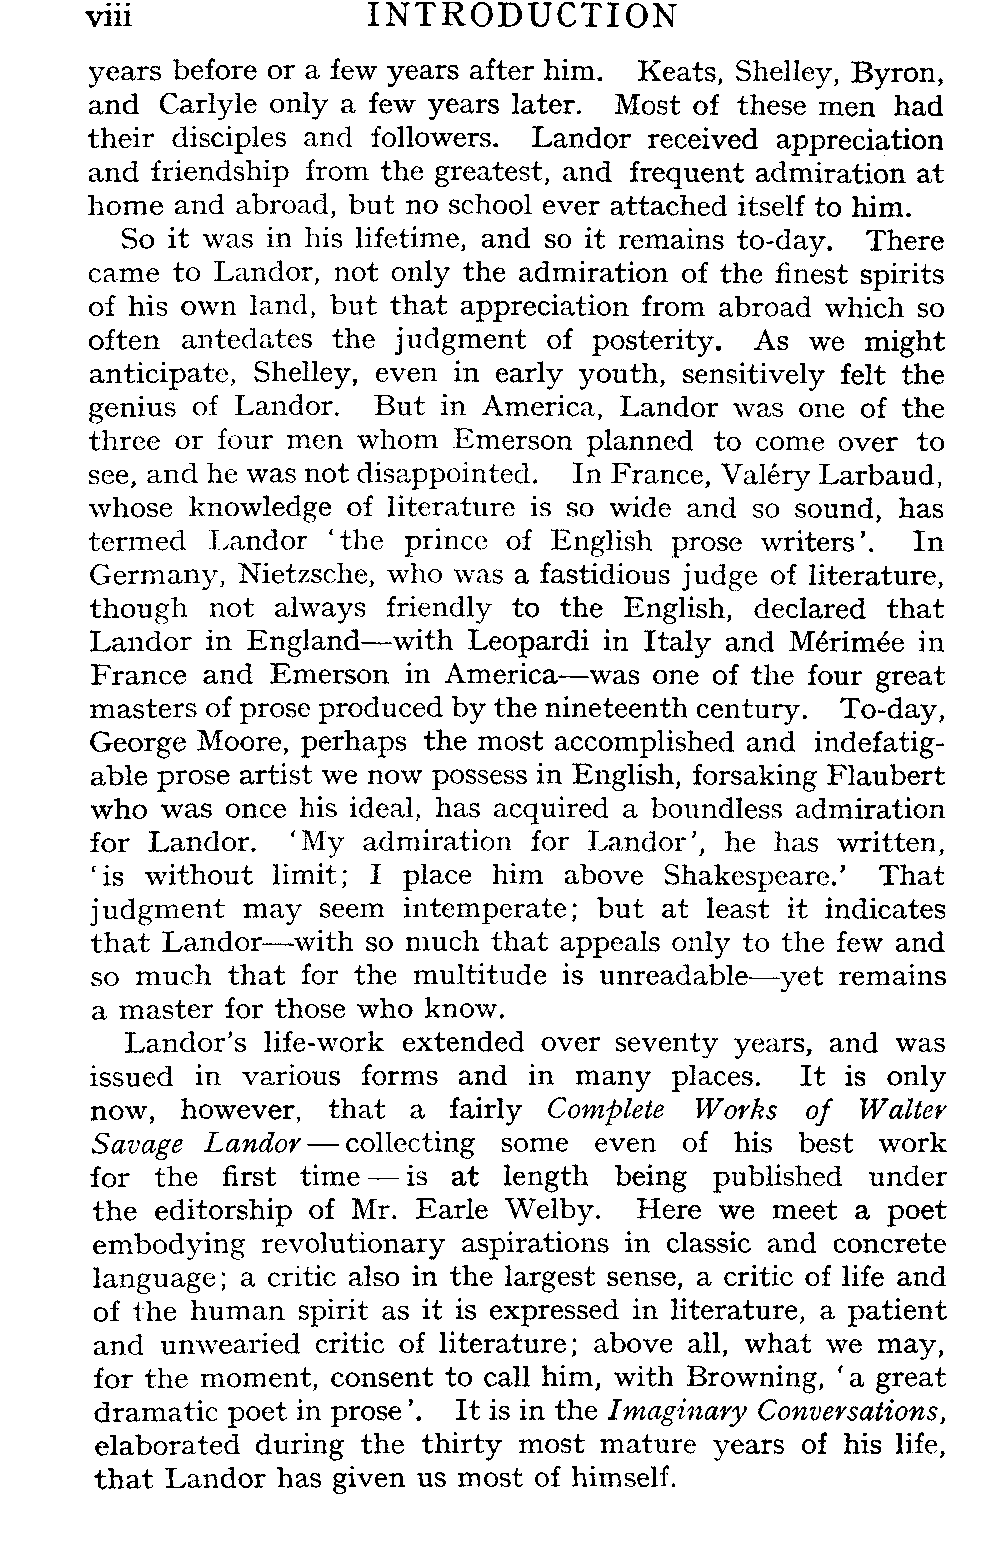 viii INTRODUCTION
years before or a few years after him. Keats, Shelley, Byron,
and Carlyle only a few years later. Most of these men had
their disciples and followers. Landor received appreciation
and friendship from the greatest, and frequent admiration at
home and abroad, but no school ever attached itself to him.
So it was in his lifetime, and so it remains to-day. There
came to Landor, not only the admiration of the finest spirits
of his own land, but that appreciation from abroad which so
often antedates the judgment of posterity. As we might
anticipate, Shelley, even in early youth, sensitively felt the
genius of Landor. But in America, Landor was one of the
three or four men whom Emerson planned to come over to
see, and he was not disappointed. In France, Valéry Larbaud,
whose knowledge of literature is so wide and so sound, has
termed Landor ‘the prince of English prose writers’. In
Germany, Nietzsche, who was a fastidious judge of literature,
though not always friendly to the English, declared that
Landor in England—with Leopardi in Italy and Mérimée in
France and Emerson in America—was one of the four great
masters of prose produced by the nineteenth century. To-day,
George Moore, perhaps the most accomplished and indefatig-
able prose artist we now possess in English, forsaking Flaubert
who was once his ideal, has acquired a boundless admiration
for Landor. ‘My admiration for Landor’, he has written,
‘is without limit; I place him above Shakespeare.’ That
judgment may seem intemperate; but at least it indicates
that Landor—with so much that appeals only to the few and
so much that for the multitude is unreadable—yet remains
a master for those who know.
Landor’s life-work extended over seventy years, and was
issued in various forms and in many places. It is only
now, however, that a fairly Complete Works of Walter
Savage Landor—collecting some even of his best work
for the first time—is at length being published under
the editorship of Mr. Earle Welby. Here we meet a poet
embodying revolutionary aspirations in classic and concrete
language; a critic also in the largest sense, a critic of life and
of the human spirit as it is expressed in literature, a patient
and unwearied critic of literature; above all, what we may,
for the moment, consent to call him, with Browning, ‘a great
dramatic poet in prose’. It is in the Imaginary Conversations,
elaborated during the thirty most mature years of his life,
that Landor has given us most of himself.